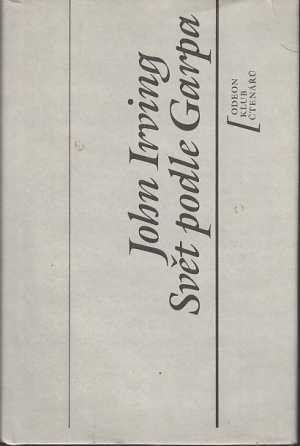 John Irving
Svět podle Garpa
ODEON
KLUB
ČTENÁŘŮ